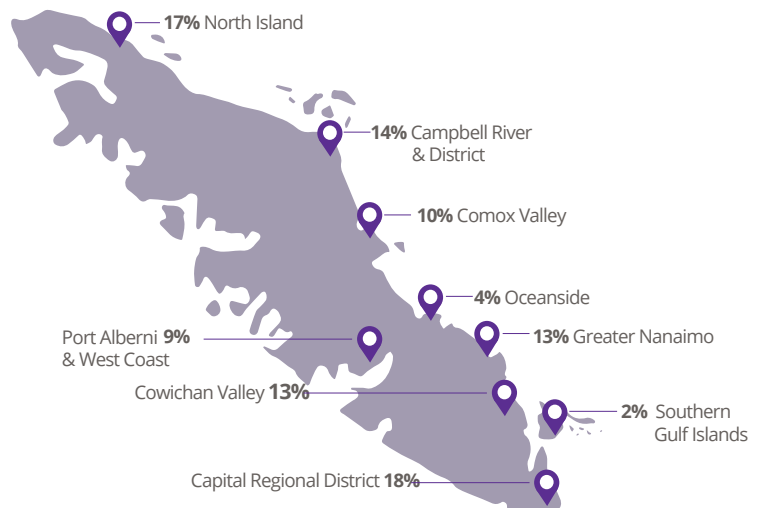 17% North Island
14% Campbell River
& District
10% Comox Valley
4% Oceanside
13% Greater Nanaimo
Port Alberni 9%
& West Coast
Cowichan Valley 13%
2% Southern
Gulf Islands
Capital Regional District 18%